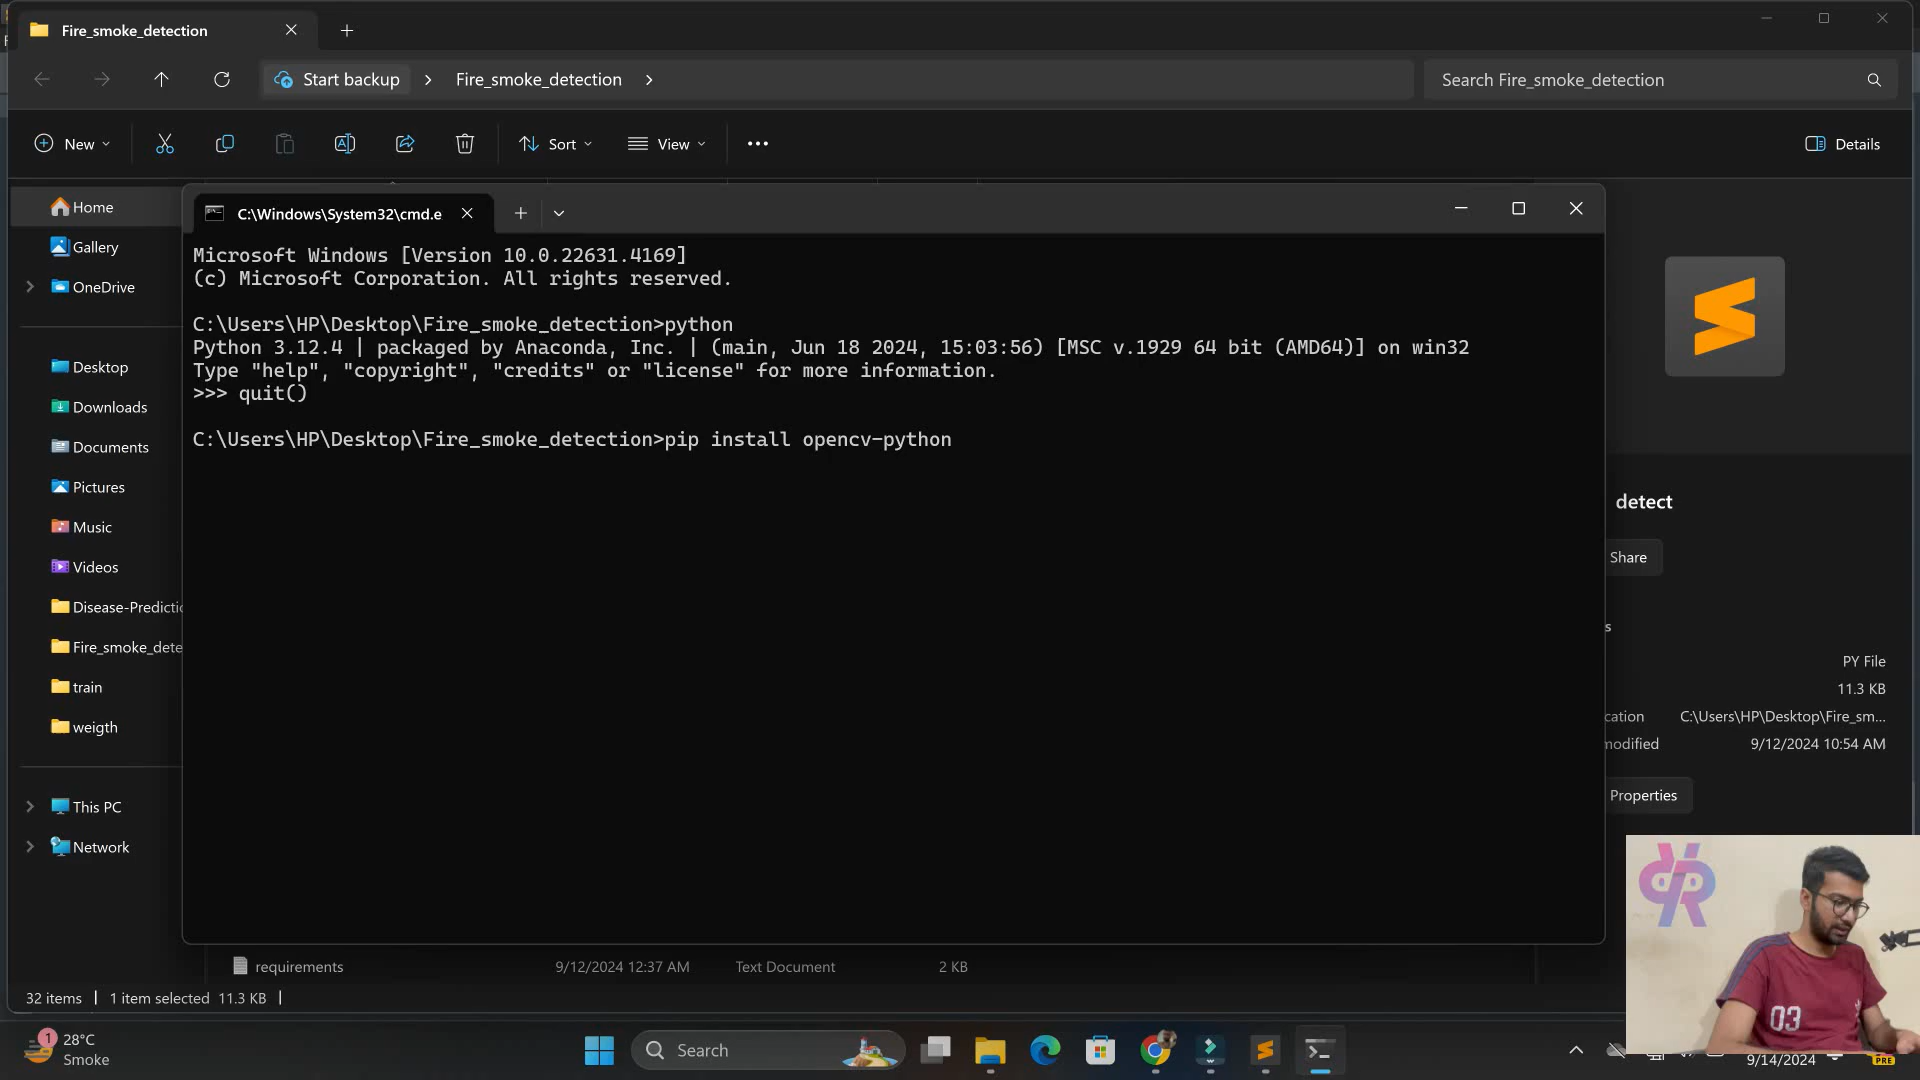 Fire_smoke_detection
Start backup > Fire_smoke_detection >
Search Fire_smoke_detection
New
Sort
View
Details
Home
Gallery
OneDrive
Desktop
Downloads
Documents
Pictures
Music
Videos
Disease-Predictio
Fire_smoke_dete
train
weigth
This PC
Network
C:\Windows\System32\cmd.e
Microsoft Windows [Version 10.0.22631.4169]
(c) Microsoft Corporation. All rights reserved.
C:\Users\HP\Desktop\Fire_smoke_detection>python
Python 3.12.4 | packaged by Anaconda, Inc. | (main, Jun 18 2024, 15:03:56) [MSC v.1929 64 bit (AMD64)] on win32
Type "help", "copyright", "credits" or "license" for more information.
>>> quit()
C:\Users\HP\Desktop\Fire_smoke_detection>pip install opencv-python
detect
Share
s
PY File
11.3 KB
cation C:\Users\HP\Desktop\Fire_sm...
modified 9/12/2024 10:54 AM
Properties
requirements 9/12/2024 12:37 AM Text Document 2 KB
32 items | 1 item selected 11.3 KB |
03
1
28°C
Smoke
Search
9/14/2024
PRE